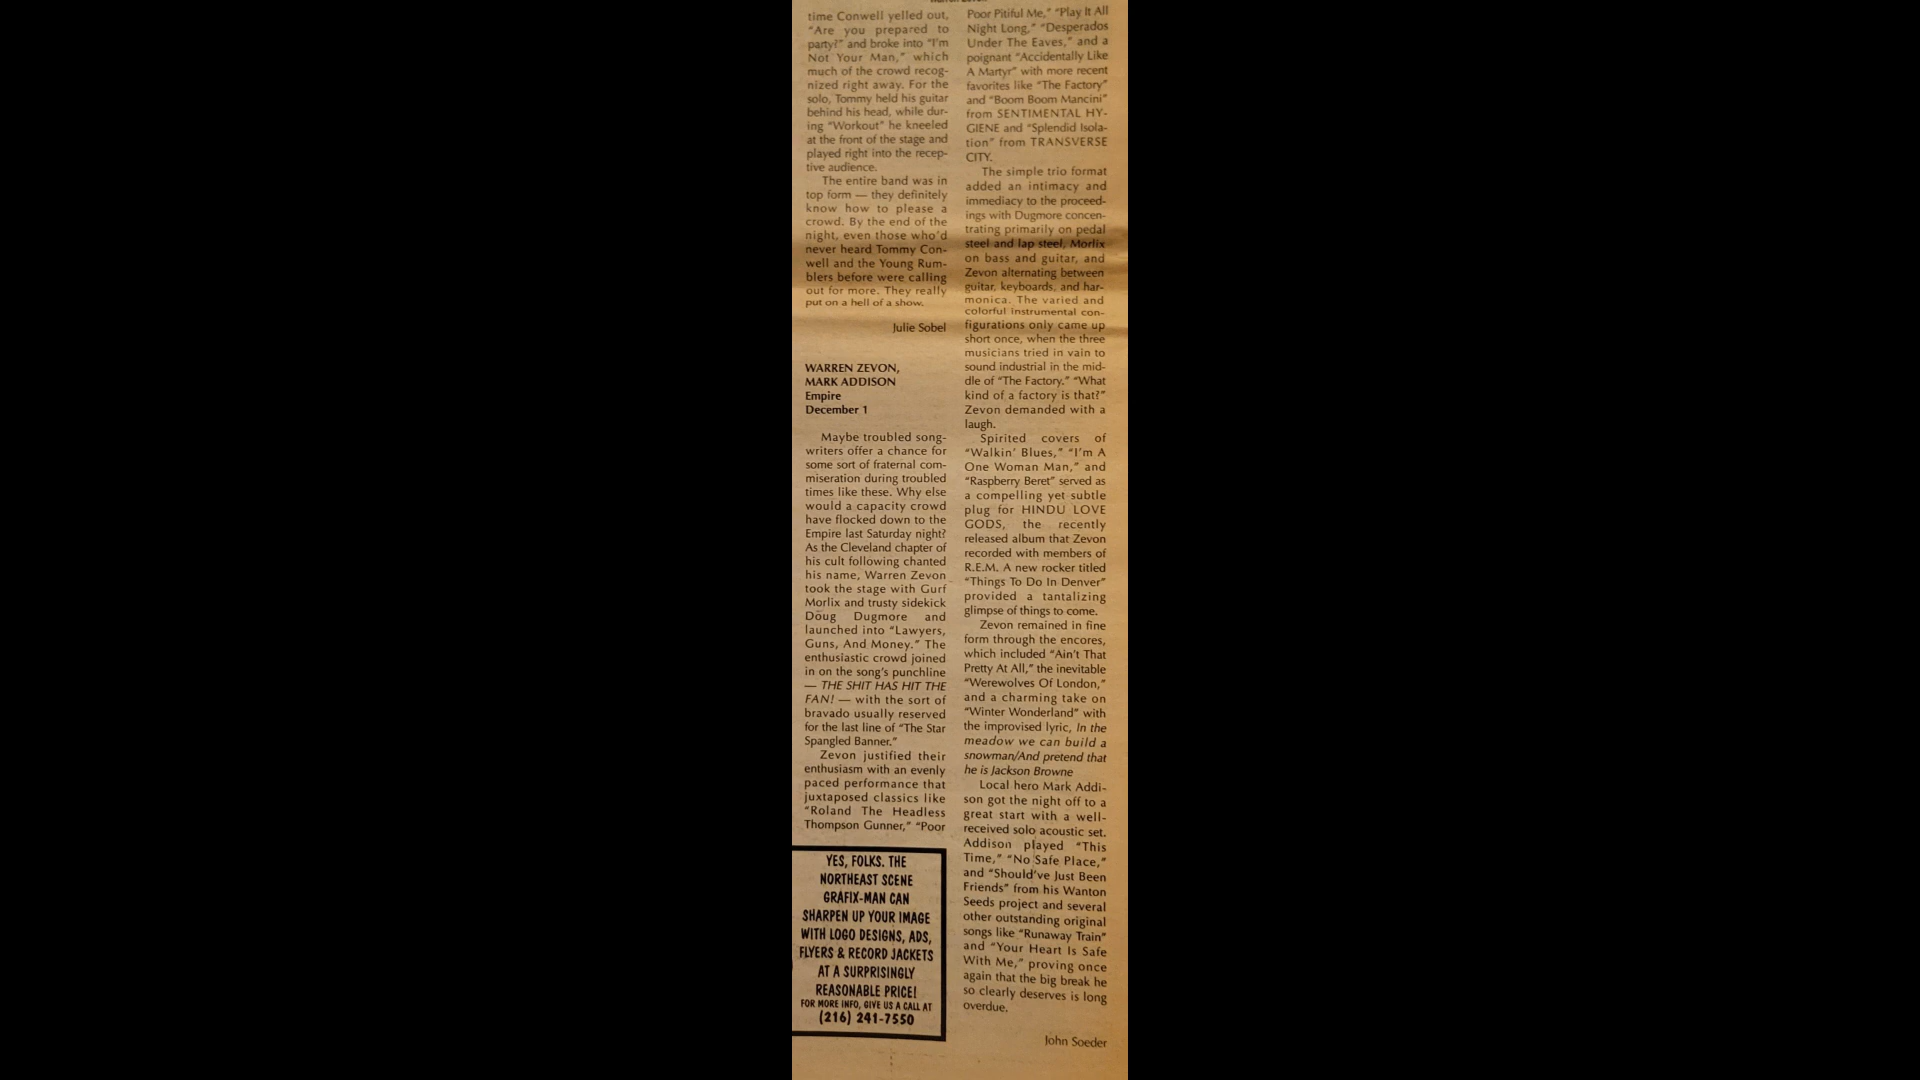 time Conwell yelled out,
"Are you prepared to
party?" and broke into "I'm
Not Your Man," which
much of the crowd recog-
nized right away. For the
solo, Tommy held his guitar
behind his head, while dur-
ing "Workout" he kneeled
at the front of the stage and
played right into the recep-
tive audience.
The entire band was in
top form — they definitely
know how to please a
crowd. By the end of the
night, even those who'd
never heard Tommy Con-
well and the Young Rum-
blers before were calling
out for more. They really
put on a hell of a show.
Julie Sobel
WARREN ZEVON,
MARK ADDISON
Empire
December 1
Maybe troubled song-
writers offer a chance for
some sort of fraternal com-
miseration during troubled
times like these. Why else
would a capacity crowd
have flocked down to the
Empire last Saturday night?
As the Cleveland chapter of
his cult following chanted
his name, Warren Zevon
took the stage with Gurf
Morlix and trusty sidekick
Doug Dugmore and
launched into "Lawyers,
Guns, And Money." The
enthusiastic crowd joined
in on the song's punchline
— THE SHIT HAS HIT THE
FAN! — with the sort of
bravado usually reserved
for the last line of "The Star
Spangled Banner."
Zevon justified their
enthusiasm with an evenly
paced performance that
juxtaposed classics like
"Roland The Headless
Thompson Gunner," "Poor
YES, FOLKS. THE
NORTHEAST SCENE
GRAFIX-MAN CAN
SHARPEN UP YOUR IMAGE
WITH LOGO DESIGNS, ADS,
FLYERS & RECORD JACKETS
AT A SURPRISINGLY
REASONABLE PRICE!
FOR MORE INFO, GIVE US A CALL AT
(216) 241-7550
Poor Pitiful Me," "Play It All
Night Long," "Desperados
Under The Eaves," and a
poignant "Accidentally Like
A Martyr" with more recent
favorites like "The Factory"
and "Boom Boom Mancini"
from SENTIMENTAL HY-
GIENE and "Splendid Isola-
tion" from TRANSVERSE
CITY.
The simple trio format
added an intimacy and
immediacy to the proceed-
ings with Dugmore concen-
trating primarily on pedal
steel and lap steel, Morlix
on bass and guitar, and
Zevon alternating between
guitar, keyboards, and har-
monica. The varied and
colorful instrumental con-
figurations only came up
short once, when the three
musicians tried in vain to
sound industrial in the mid-
dle of "The Factory." "What
kind of a factory is that?"
Zevon demanded with a
laugh.
Spirited covers of
"Walkin' Blues," "I'm A
One Woman Man," and
"Raspberry Beret" served as
a compelling yet subtle
plug for HINDU LOVE
GODS, the recently
released album that Zevon
recorded with members of
R.E.M. A new rocker titled
"Things To Do In Denver"
provided a tantalizing
glimpse of things to come.
Zevon remained in fine
form through the encores,
which included "Ain't That
Pretty At All," the inevitable
"Werewolves Of London,"
and a charming take on
"Winter Wonderland" with
the improvised lyric, In the
meadow we can build a
snowman/And pretend that
he is Jackson Browne
Local hero Mark Addi-
son got the night off to a
great start with a well-
received solo acoustic set.
Addison played "This
Time," "No Safe Place,"
and "Should've Just Been
Friends" from his Wanton
Seeds project and several
other outstanding original
songs like "Runaway Train"
and "Your Heart Is Safe
With Me," proving once
again that the big break he
so clearly deserves is long
overdue.
John Soeder